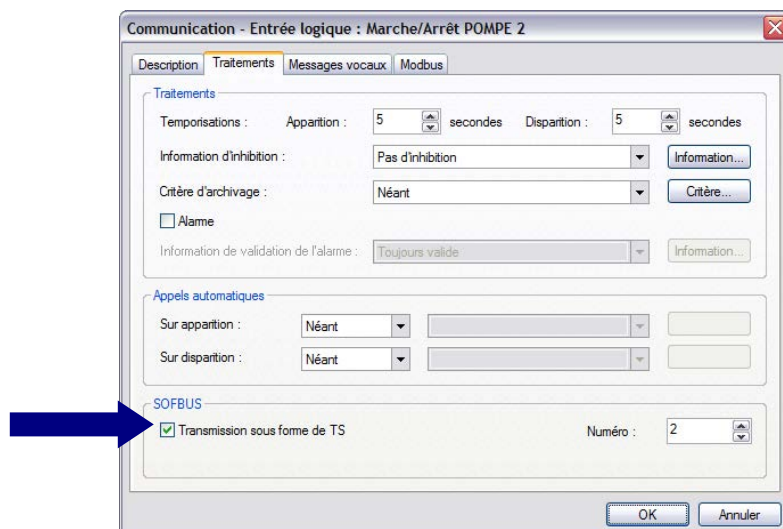 Communication - Entrée logique : Marche/Arrêt POMPE 2
Description Traitements Messages vocaux Modbus
Traitements
Temporisations : Apparition : 5 secondes Disparition : 5 secondes
Information d'inhibition : Pas d'inhibition Information...
Critère d'archivage : Néant Critère...
Alarme
Information de validation de l'alarme : Toujours valide Information...
Appels automatiques
Sur apparition : Néant
Sur disparition : Néant
SOFBUS
Transmission sous forme de TS Numéro : 2
OK Annuler